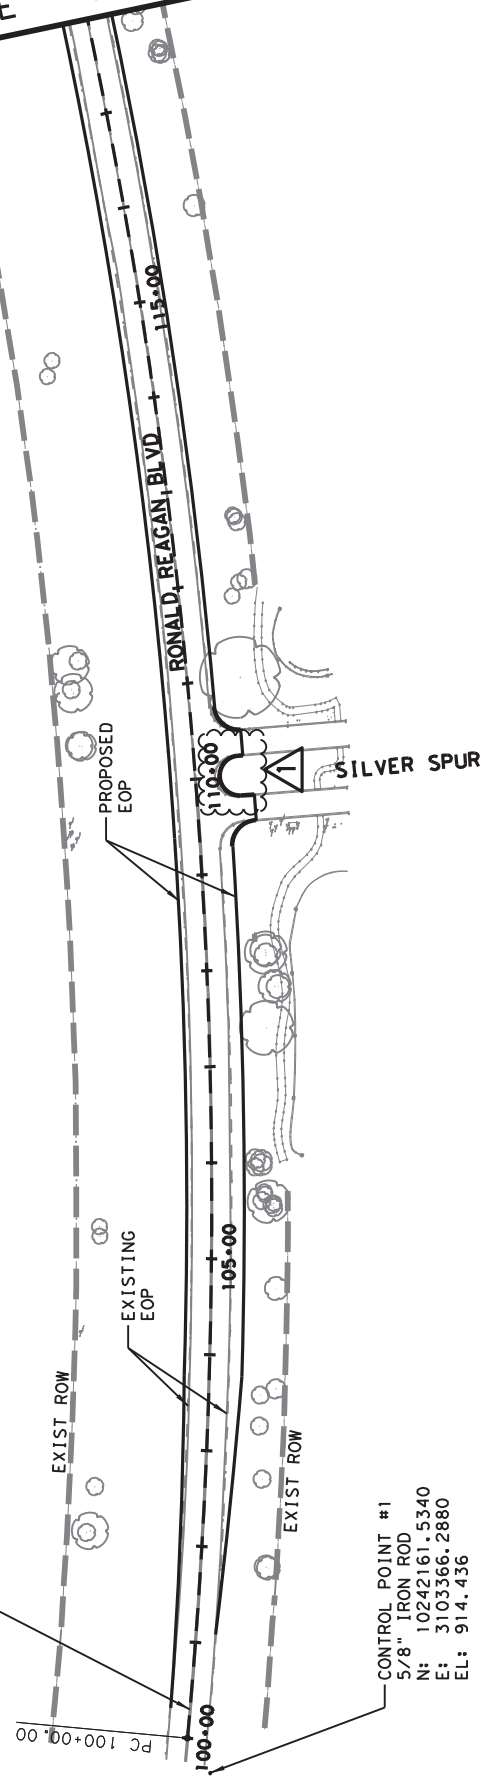 E
115+00
RONALD REAGAN BLVD
110+00
1
SILVER SPUR
PROPOSED
EOP
105+00
EXISTING
EOP
EXIST ROW
EXIST ROW
CONTROL POINT #1
5/8" IRON ROD
N: 10242161.5340
E: 3103366.2880
EL: 914.436
PC 100+00.00
100+00